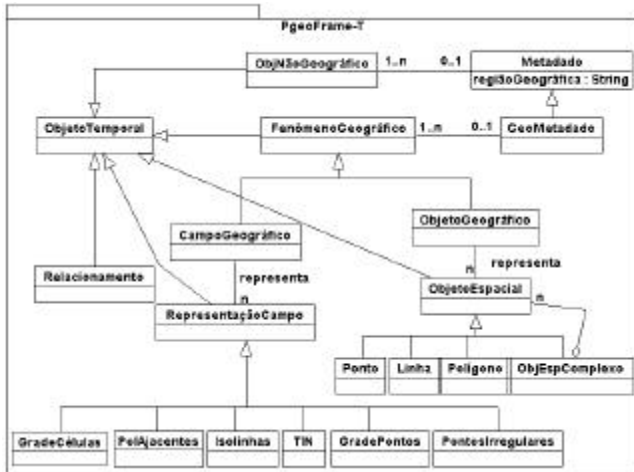 PgeoFrame-T
ObjNãoGeográfico
1..n
0..1
Metadado
regiãoGeográfica : String
ObjetoTemporal
FenômenoGeográfico
1..n
0..1
GeoMetadado
CampoGeográfico
ObjetoGeográfico
Relacionamento
representa
n
n
representa
RepresentaçãoCampo
ObjetoEspacial
n
Ponto
Linha
Polígono
ObjEspComplexo
GradeCélulas
PolAjacentes
Isolinhas
TIN
GradePontos
PontosIrregulares